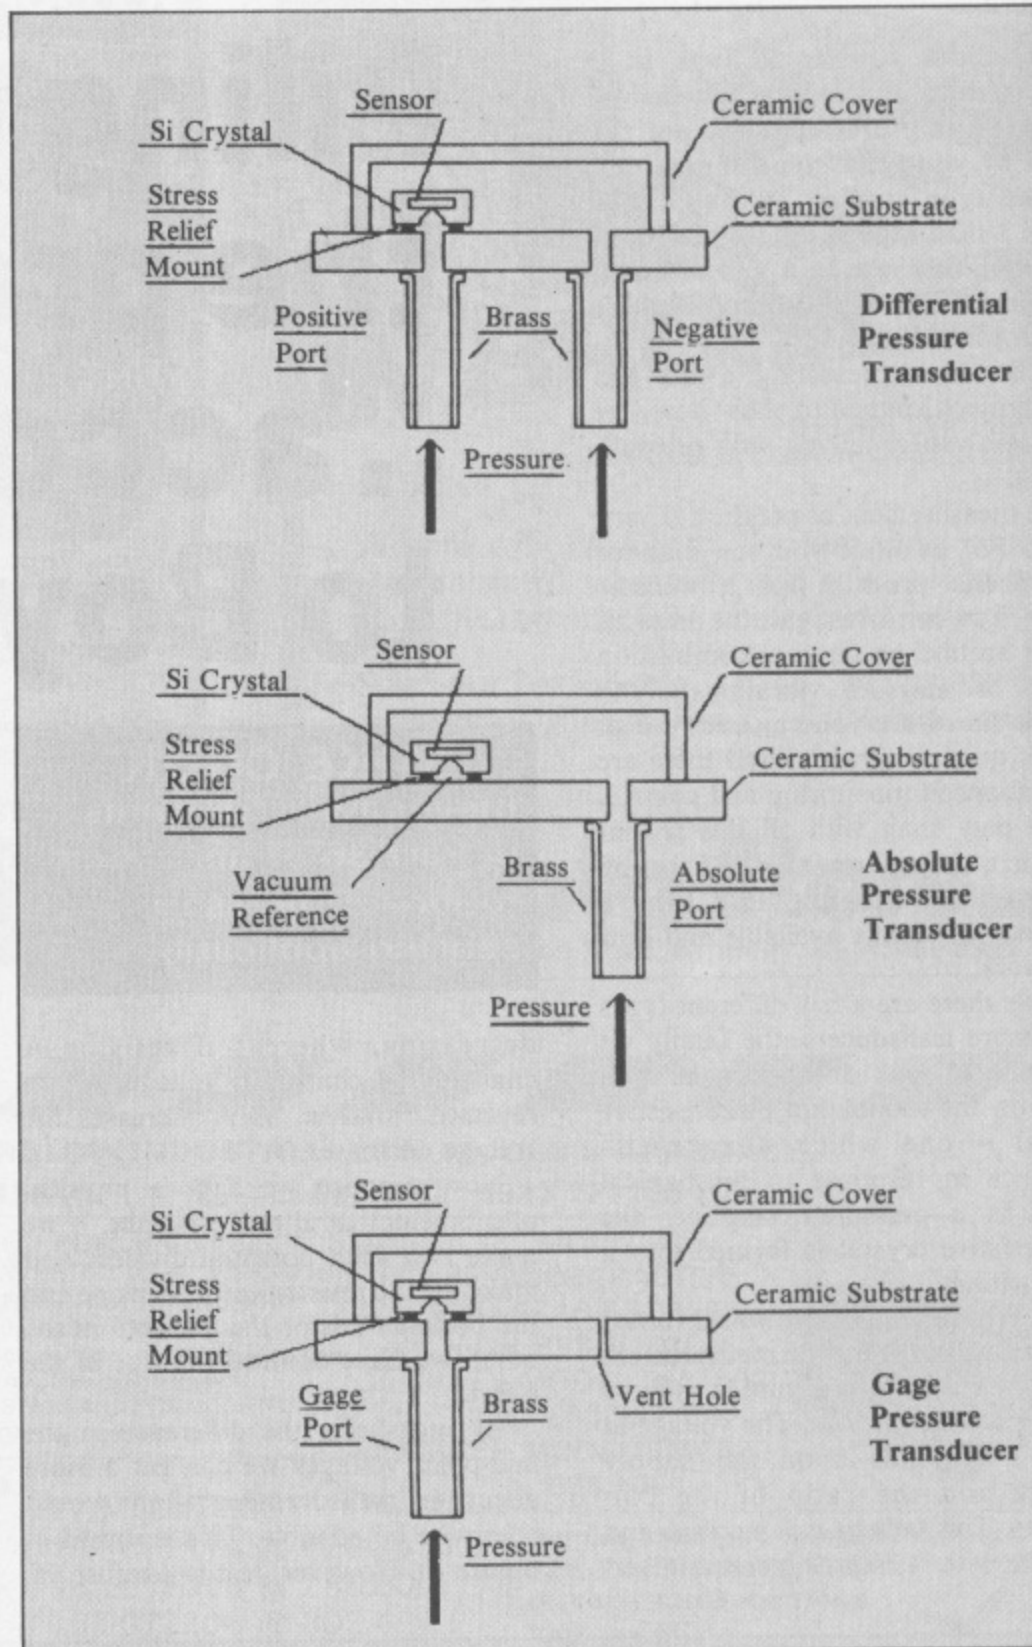 Sensor
Ceramic Cover
Si Crystal
Stress
Relief
Mount
Ceramic Substrate
Positive
Port
Brass
Negative
Port
Differential
Pressure
Transducer
Pressure
Sensor
Ceramic Cover
Si Crystal
Stress
Relief
Mount
Ceramic Substrate
Vacuum
Reference
Brass
Absolute
Port
Absolute
Pressure
Transducer
Pressure
Sensor
Ceramic Cover
Si Crystal
Stress
Relief
Mount
Ceramic Substrate
Gage
Port
Brass
Vent Hole
Gage
Pressure
Transducer
Pressure